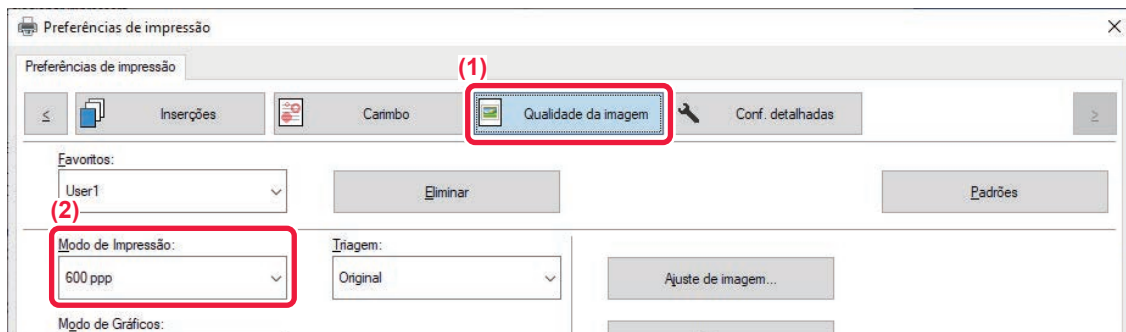 Preferências de impressão
Preferências de impressão
(1)
< Inserções Carimbo Qualidade da imagem Conf. detalhadas >
Favoritos:
User1 Eliminar Padrões
(2)
Modo de Impressão: Triagem:
600 ppp Original Ajuste de imagem...
Modo de Gráficos: